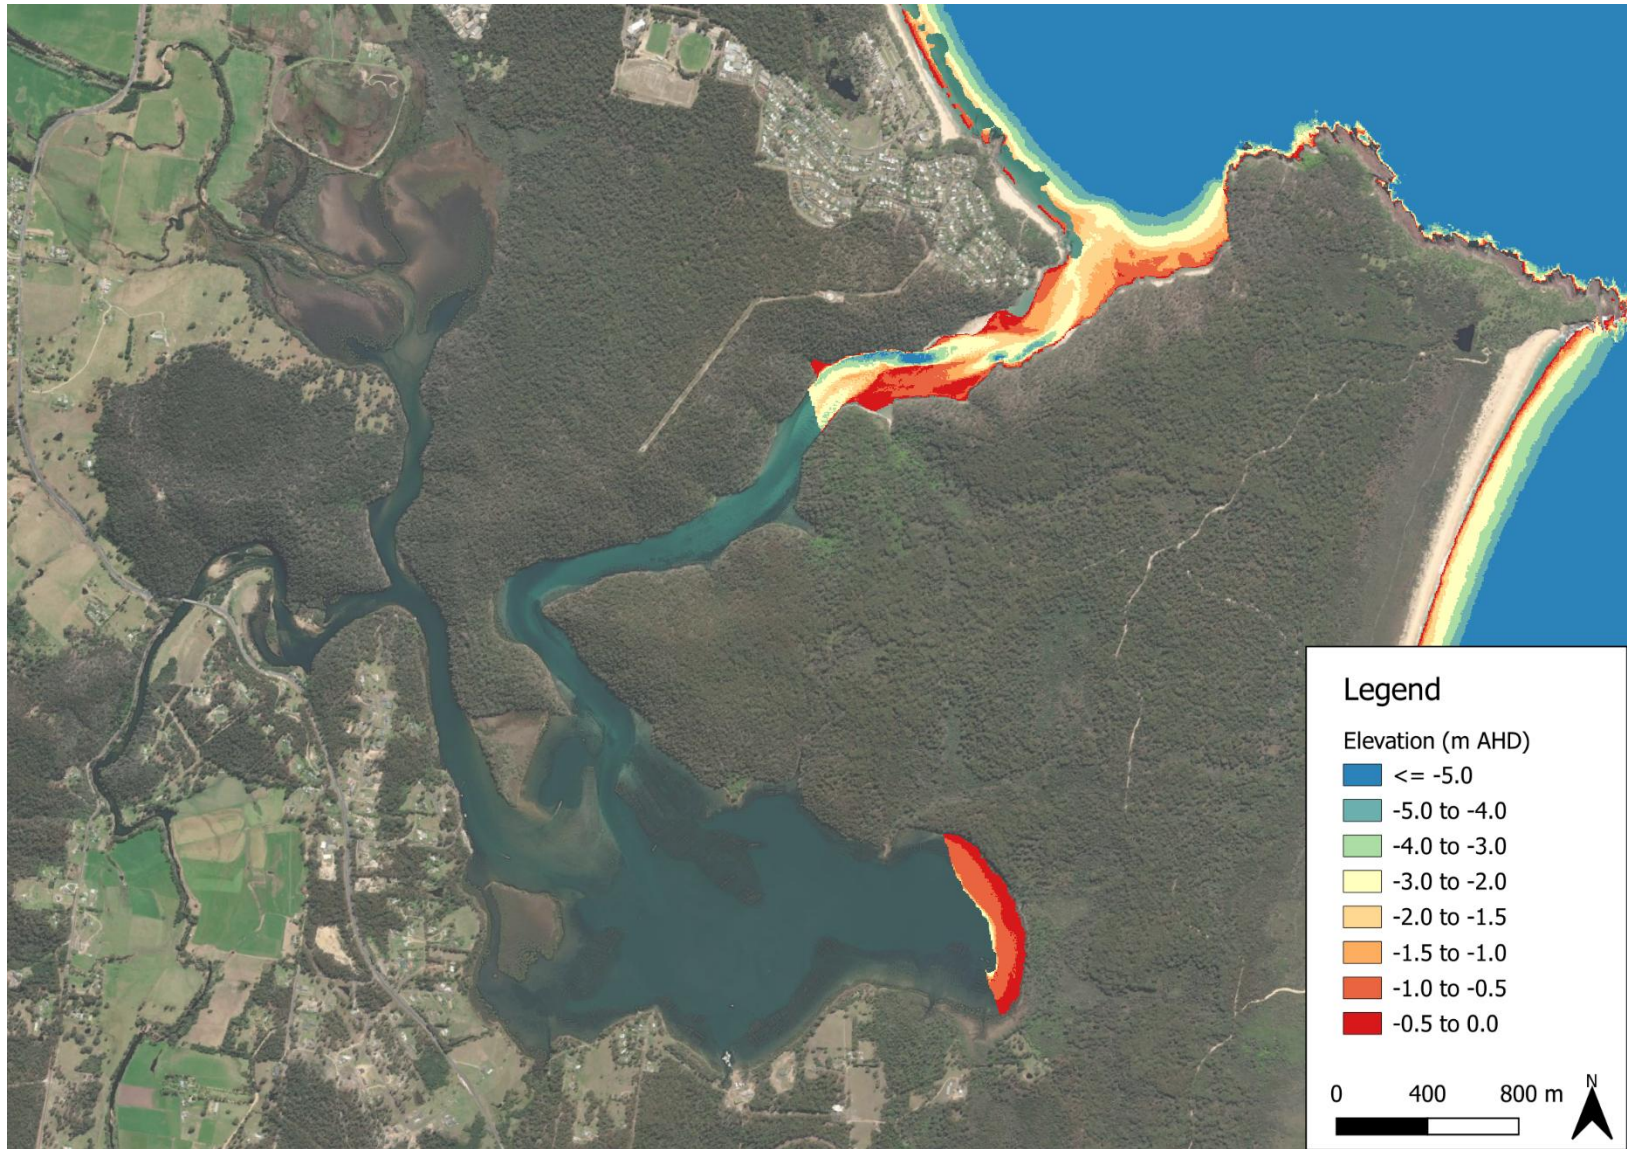 Legend
Elevation (m AHD)
<= -5.0
-5.0 to -4.0
-4.0 to -3.0
-3.0 to -2.0
-2.0 to -1.5
-1.5 to -1.0
-1.0 to -0.5
-0.5 to 0.0
0 400 800 m
N